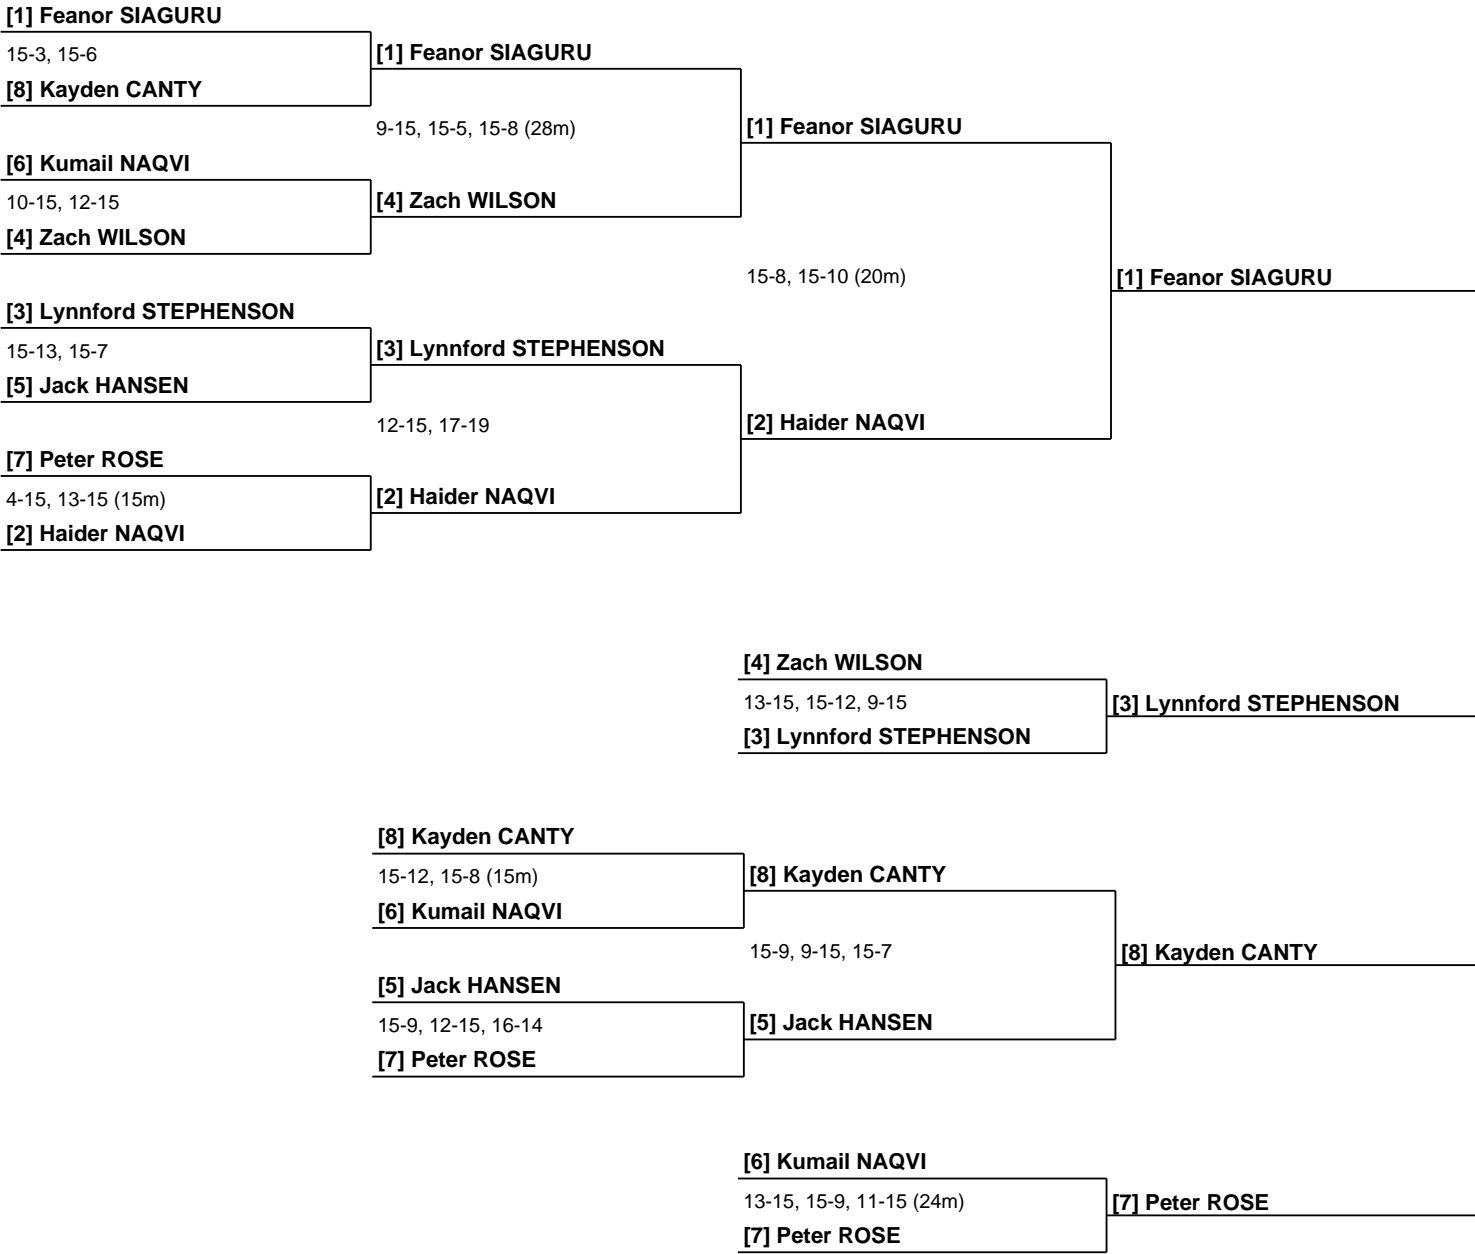 [1] Feanor SIAGURU
15-3, 15-6
[1] Feanor SIAGURU
[8] Kayden CANTY
9-15, 15-5, 15-8 (28m)
[1] Feanor SIAGURU
[6] Kumail NAQVI
10-15, 12-15
[4] Zach WILSON
[4] Zach WILSON
15-8, 15-10 (20m)
[1] Feanor SIAGURU
[3] Lynnford STEPHENSON
15-13, 15-7
[3] Lynnford STEPHENSON
[5] Jack HANSEN
12-15, 17-19
[2] Haider NAQVI
[7] Peter ROSE
4-15, 13-15 (15m)
[2] Haider NAQVI
[2] Haider NAQVI
[4] Zach WILSON
13-15, 15-12, 9-15
[3] Lynnford STEPHENSON
[3] Lynnford STEPHENSON
[8] Kayden CANTY
15-12, 15-8 (15m)
[8] Kayden CANTY
[6] Kumail NAQVI
15-9, 9-15, 15-7
[8] Kayden CANTY
[5] Jack HANSEN
15-9, 12-15, 16-14
[5] Jack HANSEN
[7] Peter ROSE
[6] Kumail NAQVI
13-15, 15-9, 11-15 (24m)
[7] Peter ROSE
[7] Peter ROSE